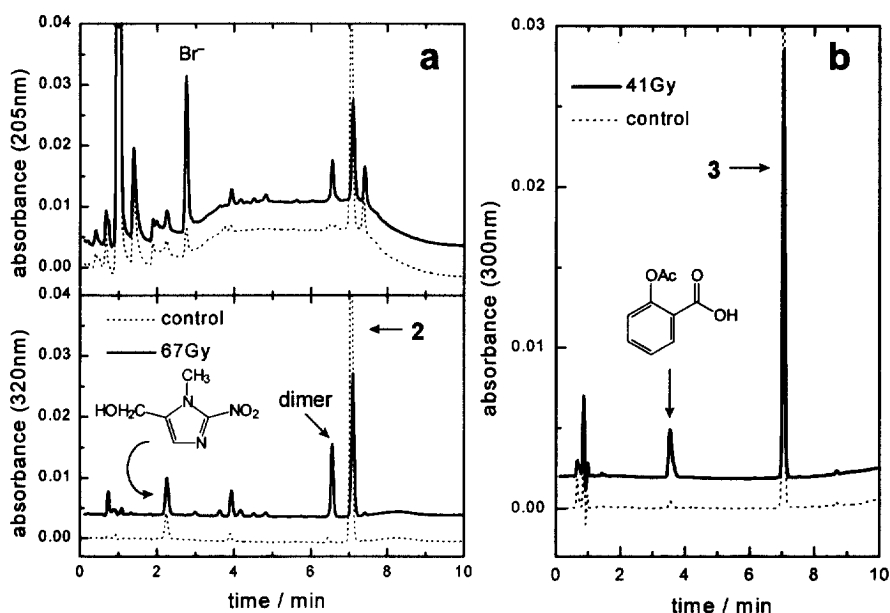 a
Br⁻
absorbance (205nm)
0.04
0.03
0.02
0.01
0.00
absorbance (320nm)
0.04
0.03
0.02
0.01
0.00
control
67Gy
2
dimer
CH₃
HOH₂C
N
NO₂
N
0 2 4 6 8 10
time / min
b
absorbance (300nm)
0.03
0.02
0.01
0.00
41Gy
control
3
OAc
O
OH
0 2 4 6 8 10
time / min